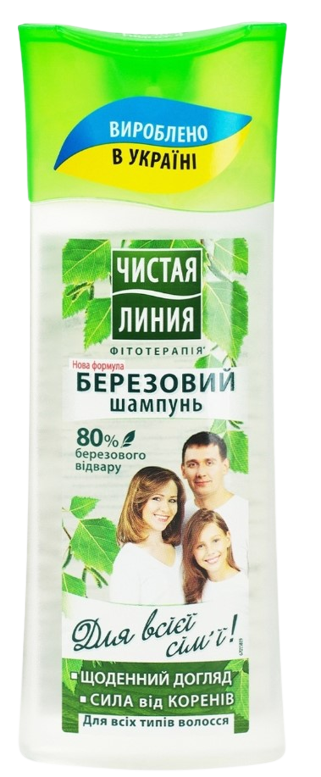 ВИРОБЛЕНО
В УКРАЇНІ
ЧИСТАЯ
ЛИНИЯ
ФІТОТЕРАПІЯ
Нова формула
БЕРЕЗОВИЙ
шампунь
80%
березового
відвару
Для всієї
сім'ї!
ЩОДЕННИЙ ДОГЛЯД
СИЛА від КОРЕНІВ
Для всіх типів волосся